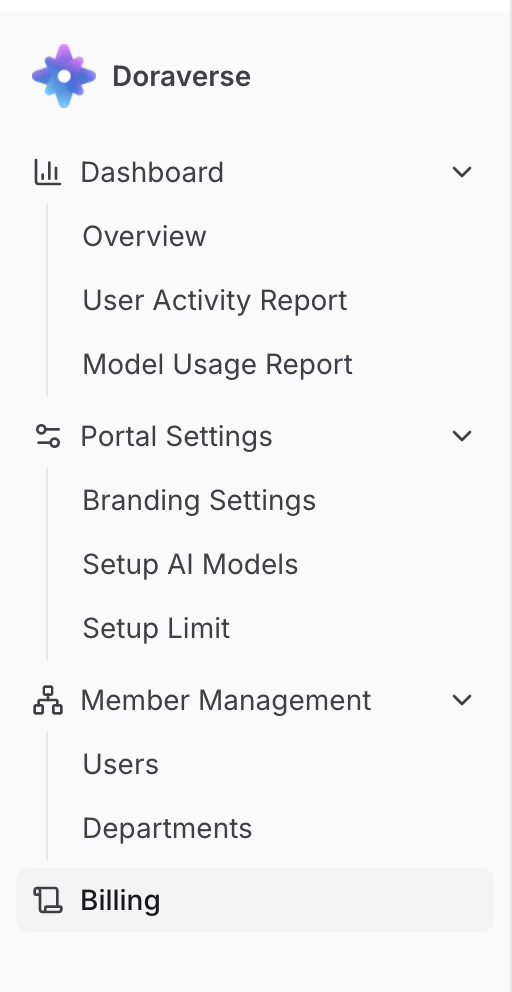 Doraverse
Dashboard
Overview
User Activity Report
Model Usage Report
Portal Settings
Branding Settings
Setup AI Models
Setup Limit
Member Management
Users
Departments
Billing